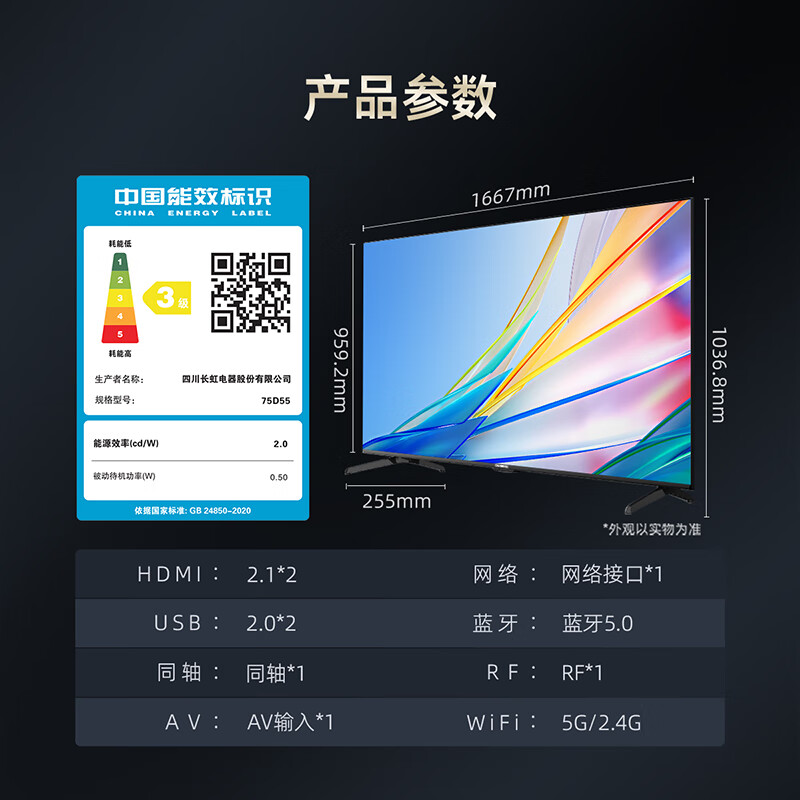 产品参数
中国能效标识
CHINA ENERGY LABEL
耗能低
1
2
3
4
5
3级
耗能高
生产者名称： 四川长虹电器股份有限公司
规格型号： 75D55
能源效率(cd/W) 2.0
被动待机功率(W) 0.50
依据国家标准: GB 24850-2020
1667mm
959.2mm
1036.8mm
255mm
*外观以实物为准
HDMI： 2.1*2 网络： 网络接口*1
USB： 2.0*2 蓝牙： 蓝牙5.0
同轴： 同轴*1 RF： RF*1
AV： AV输入*1 WiFi： 5G/2.4G